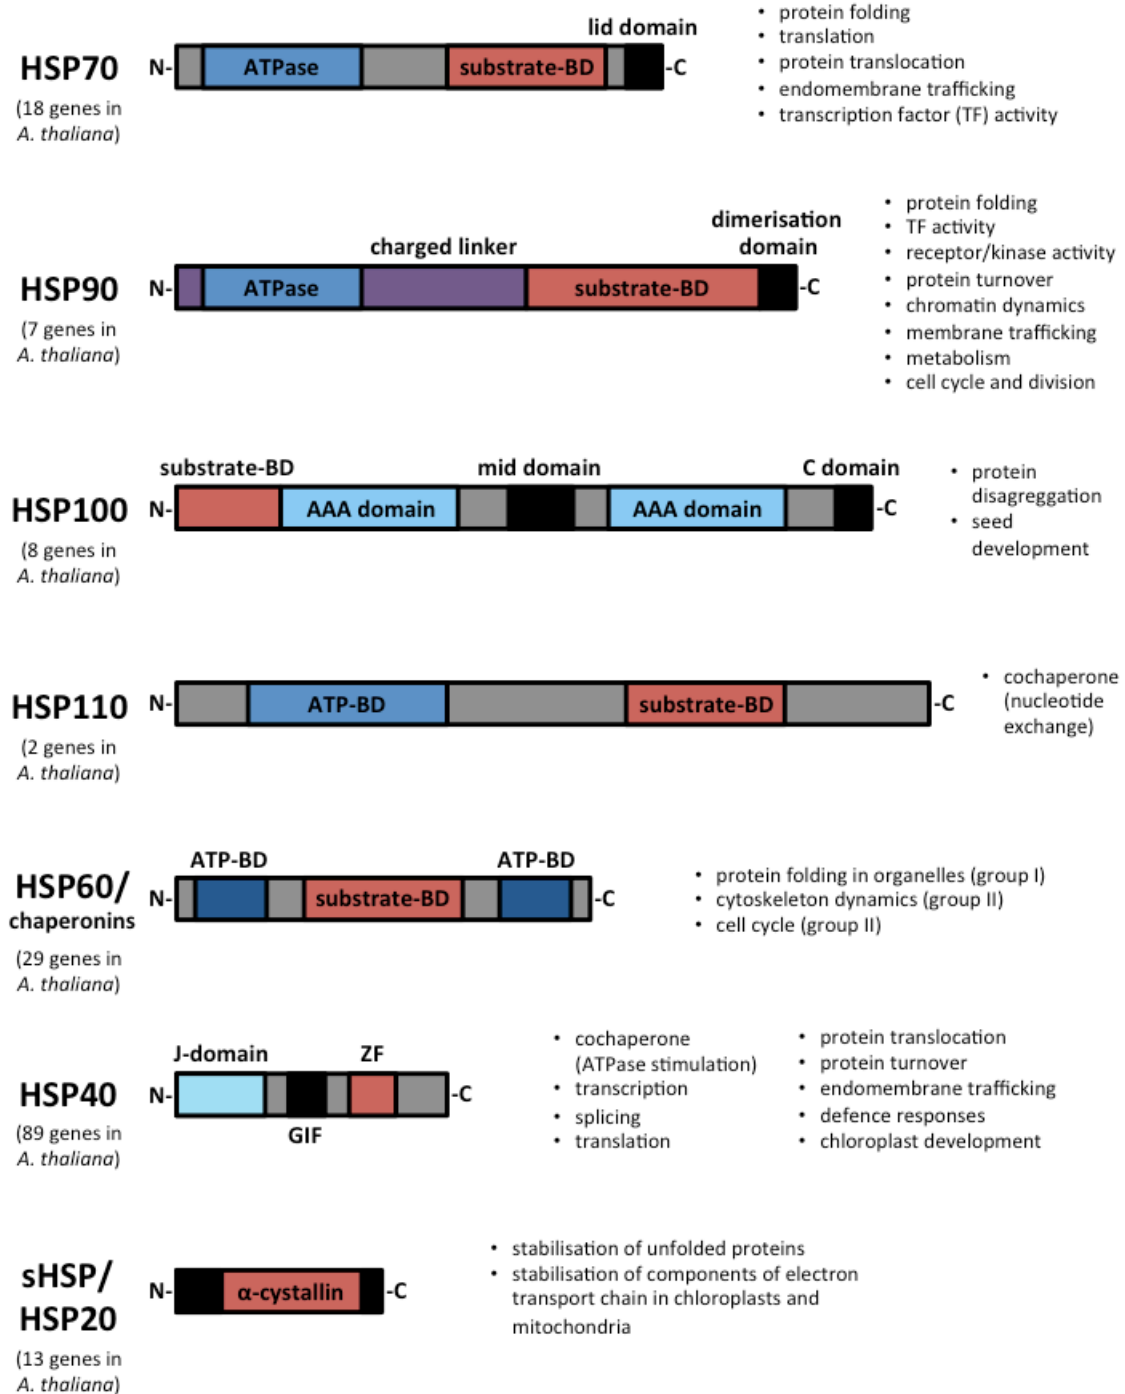 lid domain
HSP70
(18 genes in
A. thaliana)
N-
ATPase
substrate-BD
-C
• protein folding
• translation
• protein translocation
• endomembrane trafficking
• transcription factor (TF) activity
dimerisation
domain
charged linker
HSP90
(7 genes in
A. thaliana)
N-
ATPase
substrate-BD
-C
• protein folding
• TF activity
• receptor/kinase activity
• protein turnover
• chromatin dynamics
• membrane trafficking
• metabolism
• cell cycle and division
substrate-BD
mid domain
C domain
HSP100
(8 genes in
A. thaliana)
N-
AAA domain
AAA domain
-C
• protein
disagreggation
• seed
development
HSP110
(2 genes in
A. thaliana)
N-
ATP-BD
substrate-BD
-C
• cochaperone
(nucleotide
exchange)
ATP-BD
ATP-BD
HSP60/
chaperonins
(29 genes in
A. thaliana)
N-
substrate-BD
-C
• protein folding in organelles (group I)
• cytoskeleton dynamics (group II)
• cell cycle (group II)
J-domain
ZF
HSP40
(89 genes in
A. thaliana)
N-
-C
GIF
• cochaperone
(ATPase stimulation)
• transcription
• splicing
• translation
• protein translocation
• protein turnover
• endomembrane trafficking
• defence responses
• chloroplast development
sHSP/
HSP20
(13 genes in
A. thaliana)
N-
α-cystallin
-C
• stabilisation of unfolded proteins
• stabilisation of components of electron
transport chain in chloroplasts and
mitochondria